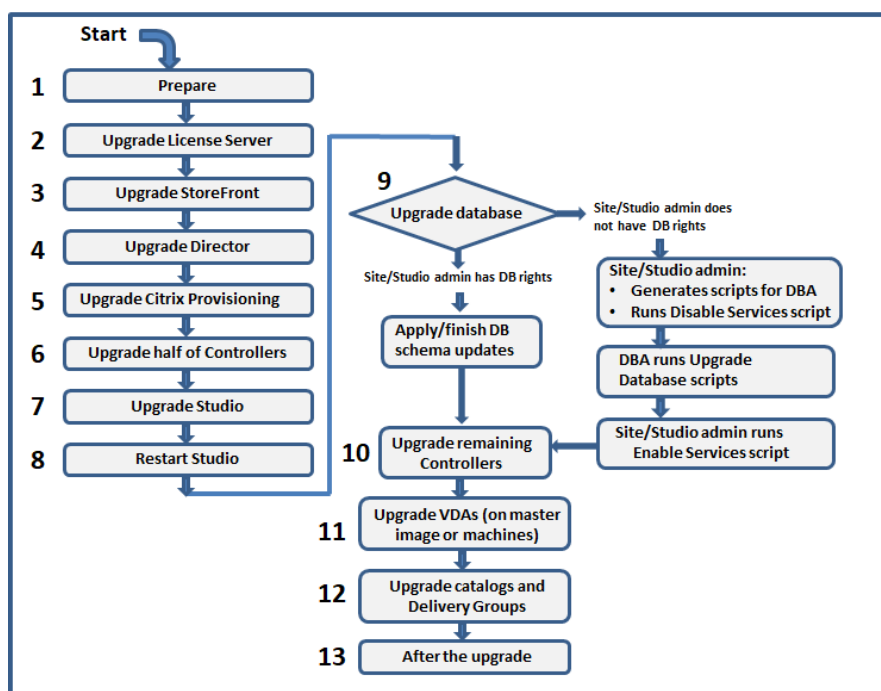 Start
1
Prepare
2
Upgrade License Server
3
Upgrade StoreFront
4
Upgrade Director
5
Upgrade Citrix Provisioning
6
Upgrade half of Controllers
7
Upgrade Studio
8
Restart Studio
9
Upgrade database
Site/Studio admin does
not have DB rights
Site/Studio admin has DB rights
Site/Studio admin:
• Generates scripts for DBA
• Runs Disable Services script
Apply/finish DB
schema updates
DBA runs Upgrade
Database scripts
Site/Studio admin runs
Enable Services script
10
Upgrade remaining
Controllers
11
Upgrade VDAs (on master
image or machines)
12
Upgrade catalogs and
Delivery Groups
13
After the upgrade